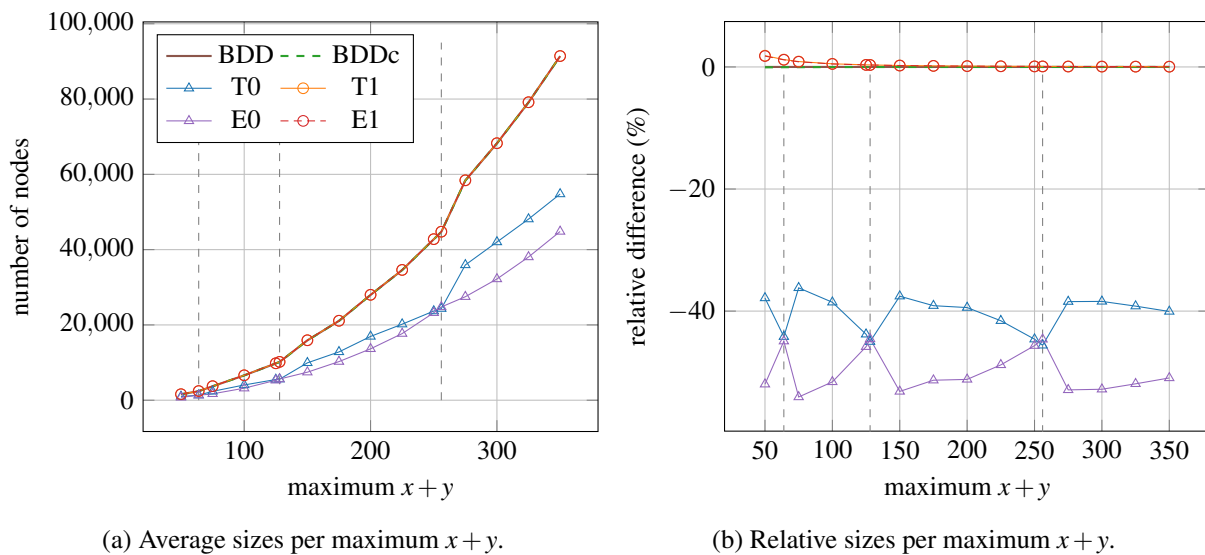 100,000
80,000
60,000
40,000
20,000
0
number of nodes
BDD BDDc
T0 T1
E0 E1
100 200 300
maximum x + y
(a) Average sizes per maximum x + y.
0
−20
−40
relative difference (%)
50 100 150 200 250 300 350
maximum x + y
(b) Relative sizes per maximum x + y.